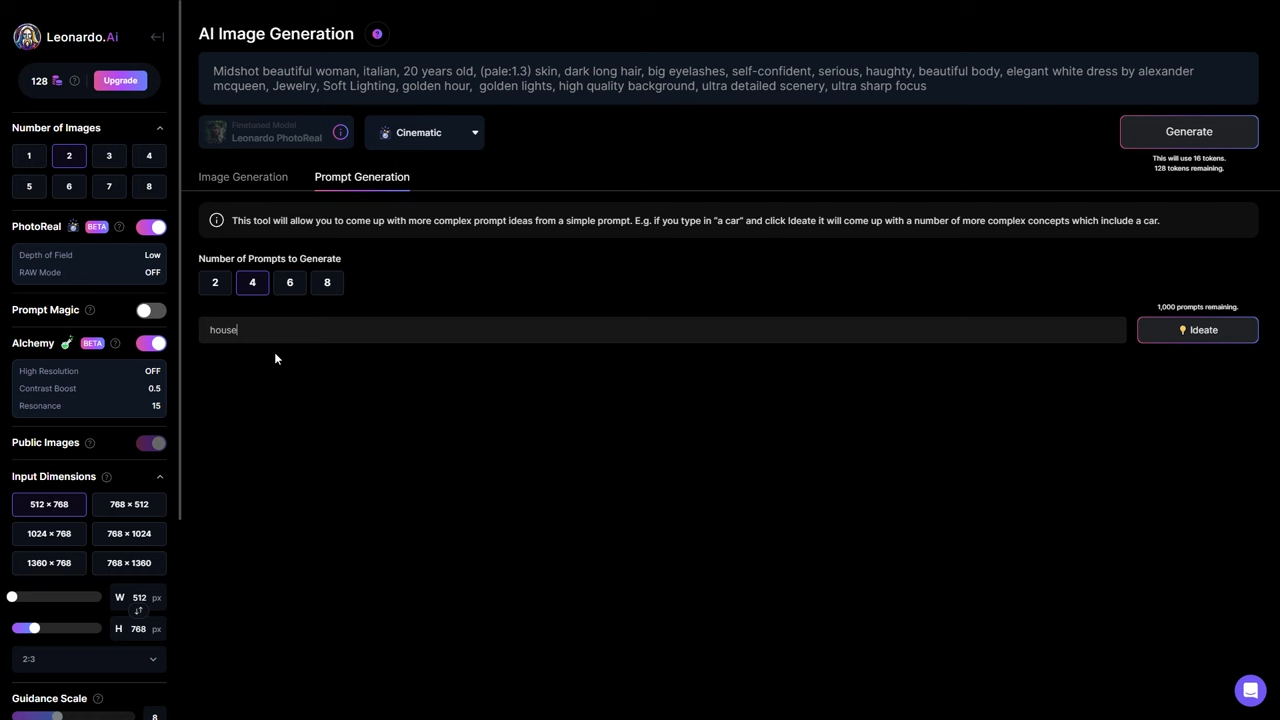 Leonardo.Ai
128
Upgrade
Number of Images
1 2 3 4
5 6 7 8
PhotoReal BETA
Depth of Field Low
RAW Mode OFF
Prompt Magic
Alchemy BETA
High Resolution OFF
Contrast Boost 0.5
Resonance 15
Public Images
Input Dimensions
512 × 768 768 × 512
1024 × 768 768 × 1024
1360 × 768 768 × 1360
W 512 px
H 768 px
2:3
Guidance Scale
8
AI Image Generation
Midshot beautiful woman, italian, 20 years old, (pale:1.3) skin, dark long hair, big eyelashes, self-confident, serious, haughty, beautiful body, elegant white dress by alexander
mcqueen, Jewelry, Soft Lighting, golden hour, golden lights, high quality background, ultra detailed scenery, ultra sharp focus
Finetuned Model
Leonardo PhotoReal
Cinematic
Generate
This will use 16 tokens.
128 tokens remaining.
Image Generation Prompt Generation
This tool will allow you to come up with more complex prompt ideas from a simple prompt. E.g. if you type in "a car" and click Ideate it will come up with a number of more complex concepts which include a car.
Number of Prompts to Generate
2 4 6 8
1,000 prompts remaining.
house
Ideate